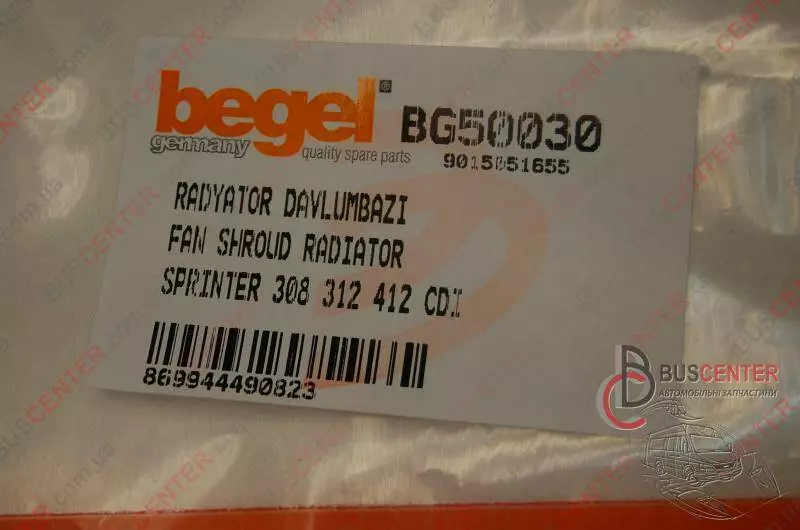 begel®
germany
quality spare parts
BG50030
9015051655
RADYATOR DAVLUMBAZI
FAN SHROUD RADIATOR
SPRINTER 308 312 412 CDI
869944490823
BUSCENTER
АВТОМОБІЛЬНІ ЗАПЧАСТИНИ